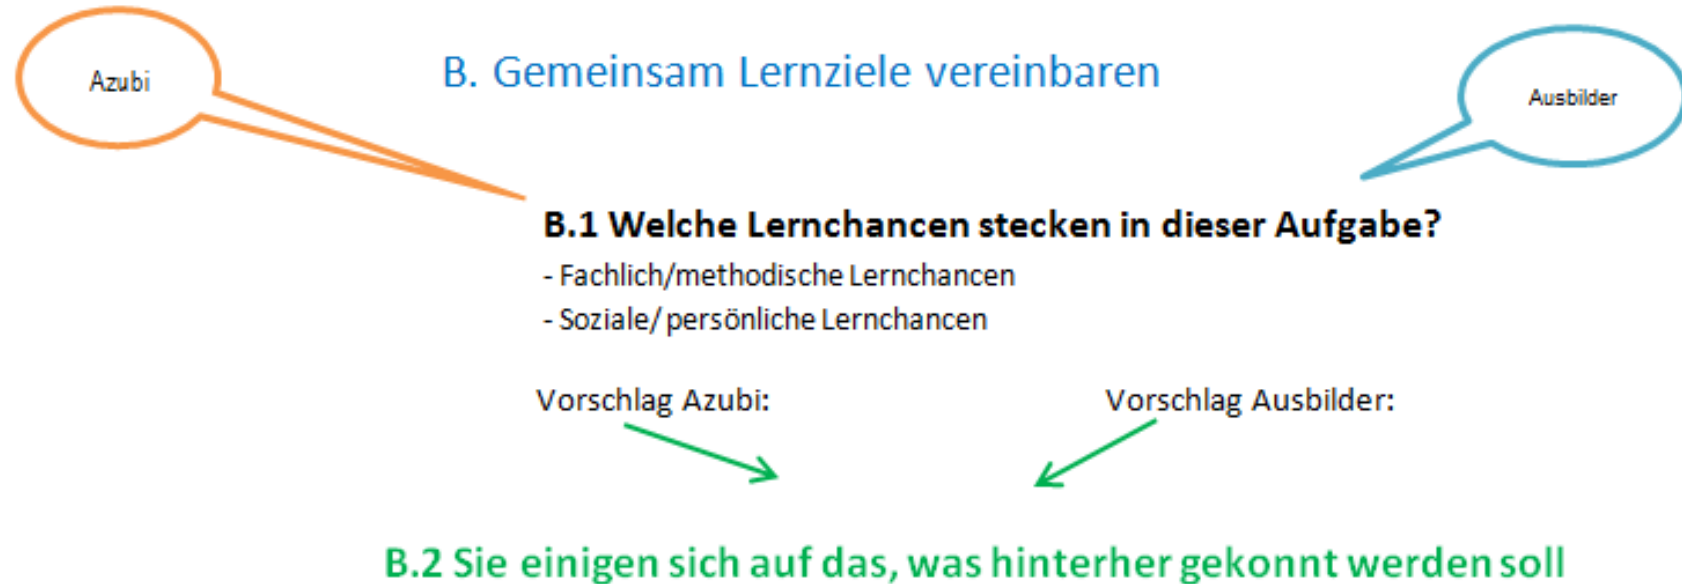 Azubi
B. Gemeinsam Lernziele vereinbaren
Ausbilder
B.1 Welche Lernchancen stecken in dieser Aufgabe?
- Fachlich/methodische Lernchancen
- Soziale/ persönliche Lernchancen
Vorschlag Azubi:
Vorschlag Ausbilder:
B.2 Sie einigen sich auf das, was hinterher gekonnt werden soll